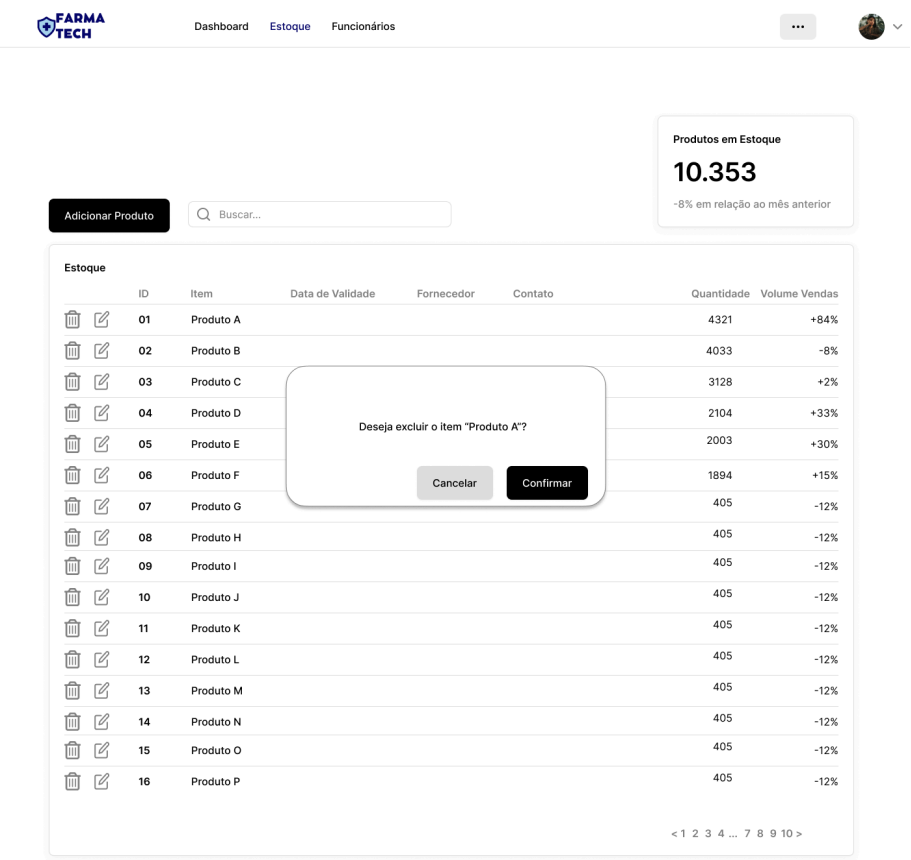 FARMA
TECH
Dashboard Estoque Funcionários
...
Produtos em Estoque
10.353
-8% em relação ao mês anterior
Adicionar Produto
Buscar...
Estoque
ID Item Data de Validade Fornecedor Contato Quantidade Volume Vendas
01 Produto A 4321 +84%
02 Produto B 4033 -8%
03 Produto C 3128 +2%
04 Produto D 2104 +33%
05 Produto E 2003 +30%
06 Produto F 1894 +15%
07 Produto G 405 -12%
08 Produto H 405 -12%
09 Produto I 405 -12%
10 Produto J 405 -12%
11 Produto K 405 -12%
12 Produto L 405 -12%
13 Produto M 405 -12%
14 Produto N 405 -12%
15 Produto O 405 -12%
16 Produto P 405 -12%
Deseja excluir o item “Produto A”?
Cancelar Confirmar
< 1 2 3 4 ... 7 8 9 10 >